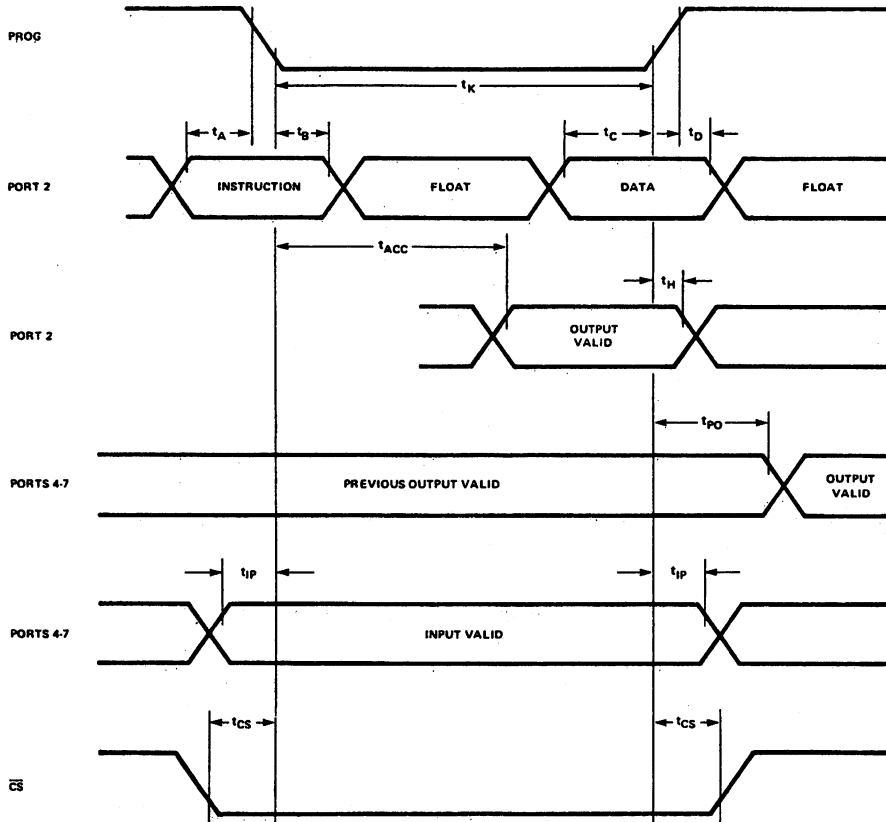 PROG
tK
tA
tB
tC
tD
PORT 2
INSTRUCTION
FLOAT
DATA
FLOAT
tACC
tH
PORT 2
OUTPUT
VALID
tPO
PORTS 4-7
PREVIOUS OUTPUT VALID
OUTPUT
VALID
tIP
tIP
PORTS 4-7
INPUT VALID
tCS
tCS
C̅S̅